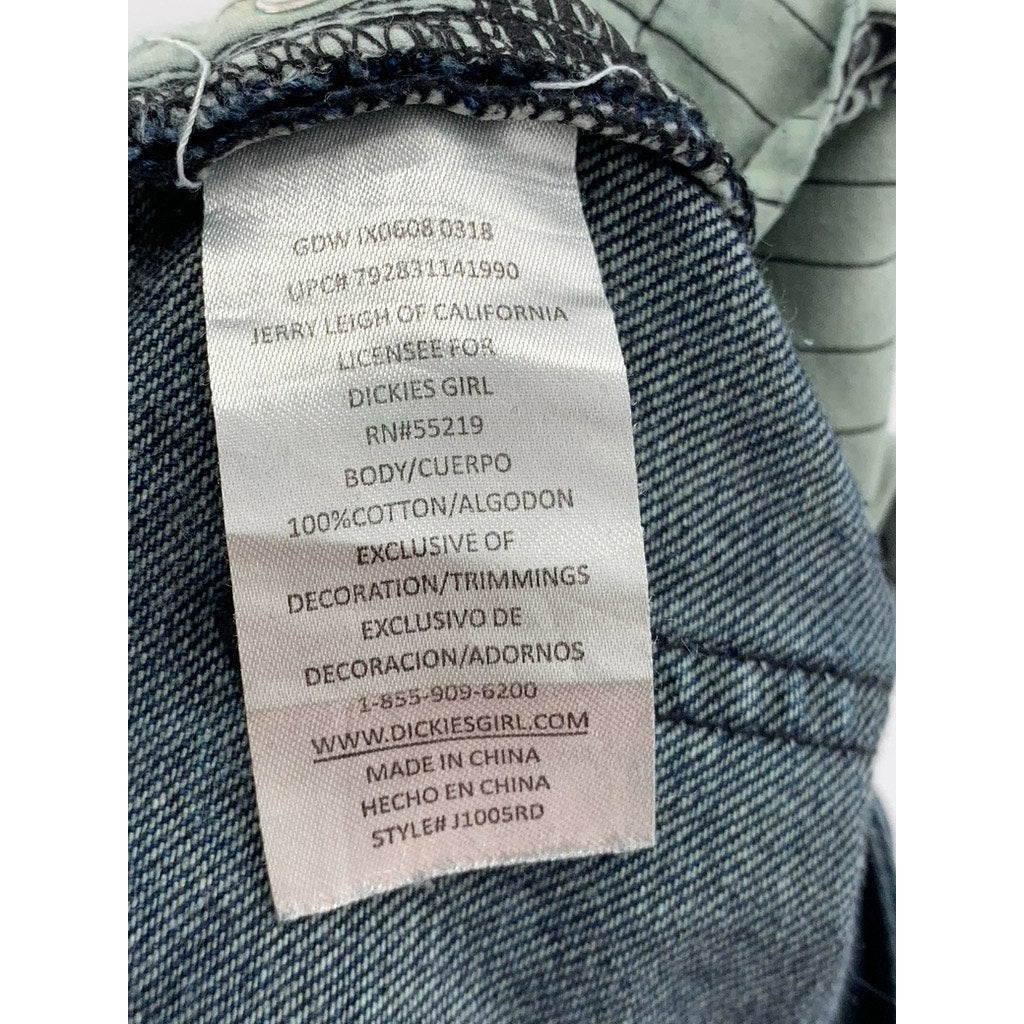 GDW IX0608 0318
UPC# 792831141990
JERRY LEIGH OF CALIFORNIA
LICENSEE FOR
DICKIES GIRL
RN#55219
BODY/CUERPO
100%COTTON/ALGODON
EXCLUSIVE OF
DECORATION/TRIMMINGS
EXCLUSIVO DE
DECORACION/ADORNOS
1-855-909-6200
WWW.DICKIESGIRL.COM
MADE IN CHINA
HECHO EN CHINA
STYLE# J1005RD